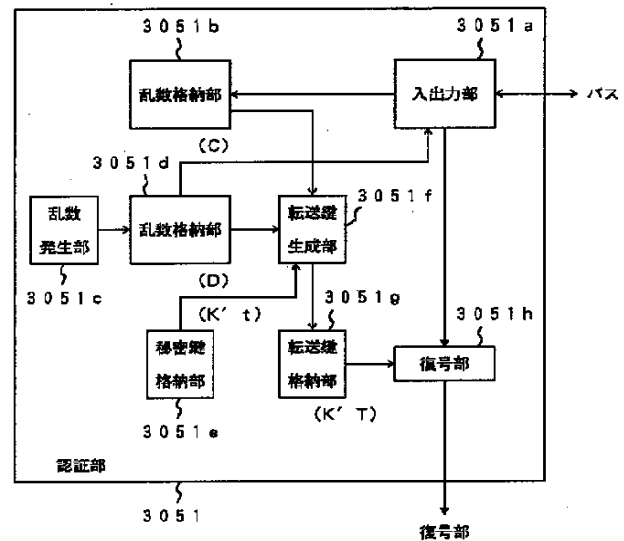 3051b
3051a
乱数格納部
入出力部
バス
(C)
3051d
3051f
乱数
発生部
乱数格納部
転送鍵
生成部
3051c
(D)
(K't)
3051g
3051h
秘密鍵
格納部
転送鍵
格納部
復号部
(K'T)
3051e
認証部
3051
復号部